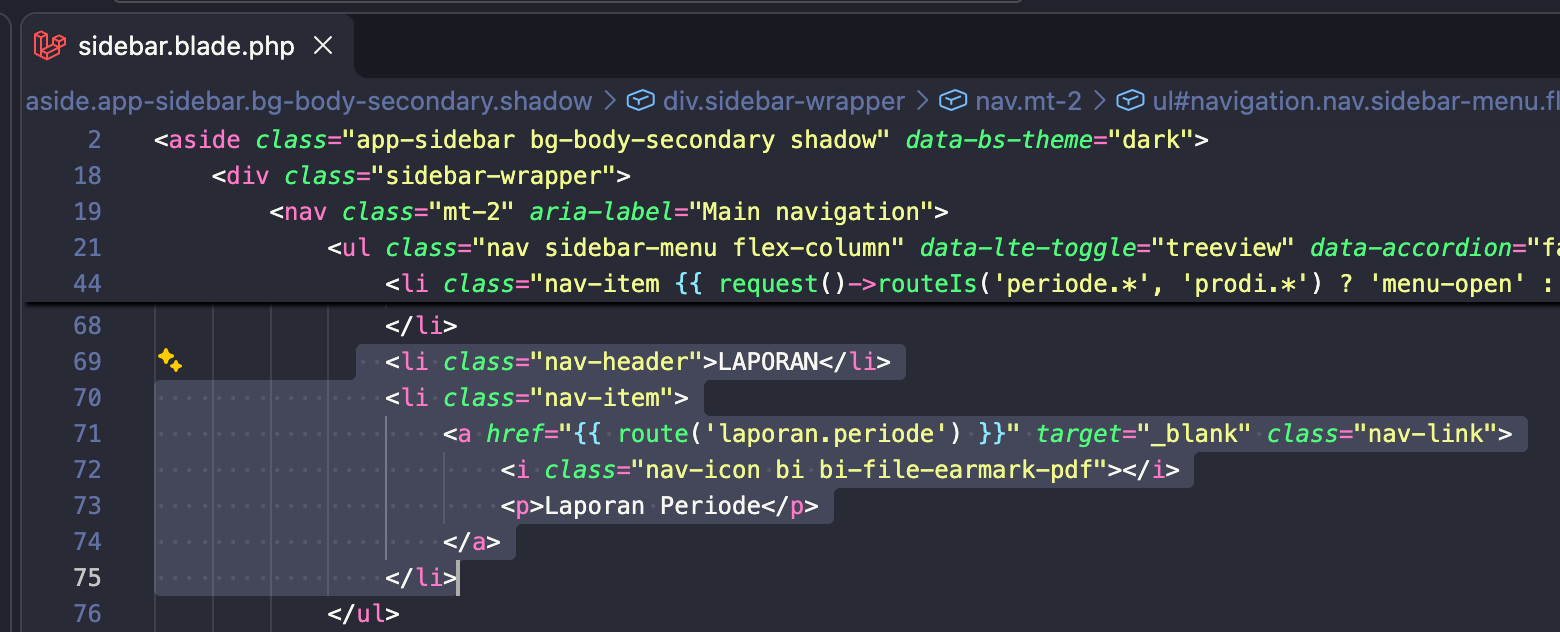 sidebar.blade.php
aside.app-sidebar.bg-body-secondary.shadow > div.sidebar-wrapper > nav.mt-2 > ul#navigation.nav.sidebar-menu.fl
2 <aside class="app-sidebar bg-body-secondary shadow" data-bs-theme="dark">
18 <div class="sidebar-wrapper">
19 <nav class="mt-2" aria-label="Main navigation">
21 <ul class="nav sidebar-menu flex-column" data-lte-toggle="treeview" data-accordion="fa
44 <li class="nav-item {{ request()->routeIs('periode.*', 'prodi.*') ? 'menu-open' :
68 </li>
69 <li class="nav-header">LAPORAN</li>
70 <li class="nav-item">
71 <a href="{{ route('laporan.periode') }}" target="_blank" class="nav-link">
72 <i class="nav-icon bi bi-file-earmark-pdf"></i>
73 <p>Laporan Periode</p>
74 </a>
75 </li>
76 </ul>